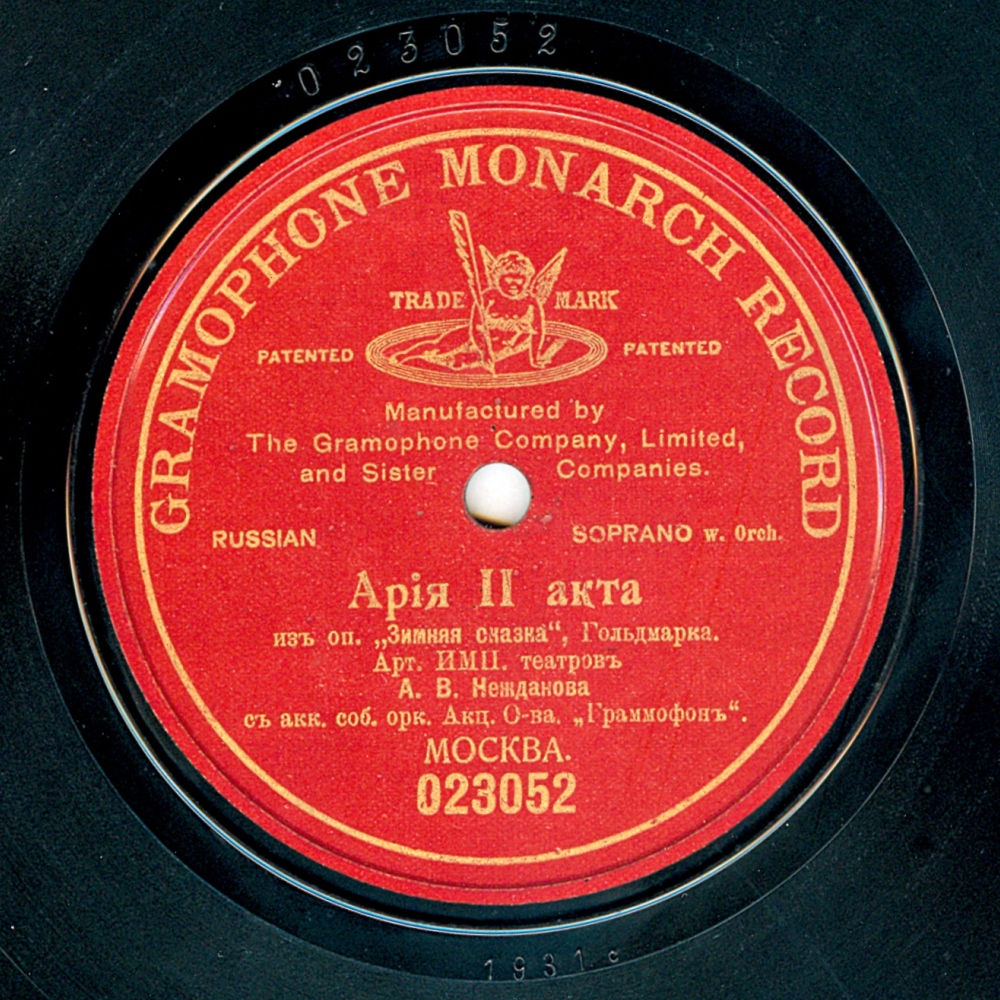 023052
GRAMOPHONE MONARCH RECORD
TRADE MARK
PATENTED PATENTED
Manufactured by
The Gramophone Company, Limited,
and Sister Companies.
RUSSIAN SOPRANO w. Orch.
Арія II акта
изъ оп. „Зимняя сказка“, Гольдмарка.
Арт. ИМП. театровъ
А. В. Нежданова
съ акк. соб. орк. Акц. О-ва. „Граммофонъ“.
МОСКВА.
023052
1931 c